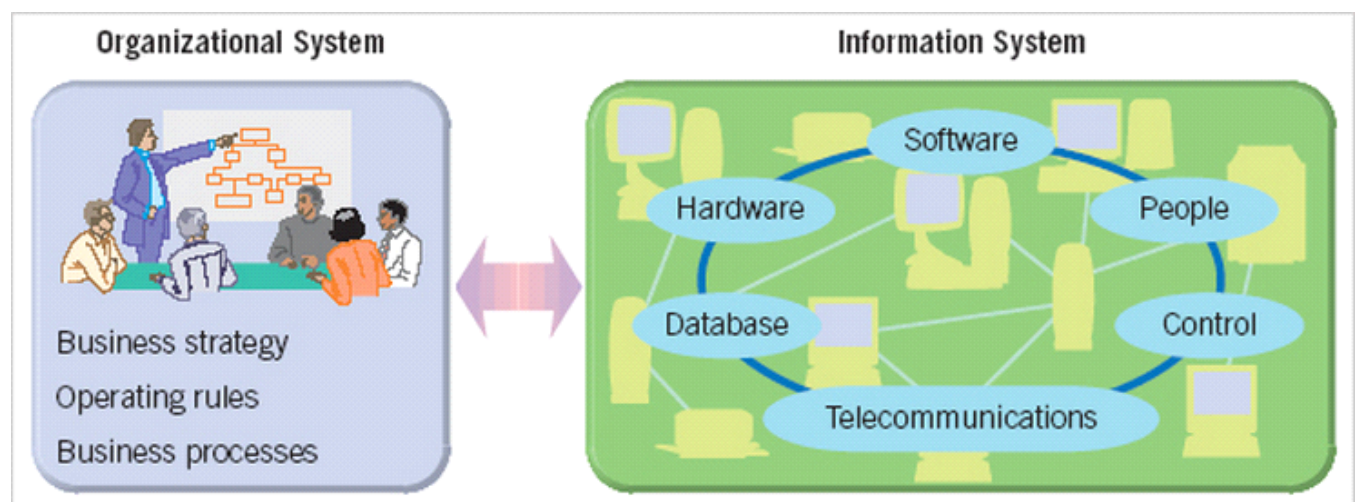 Organizational System
Information System
Business strategy
Operating rules
Business processes
Software
Hardware
People
Database
Control
Telecommunications